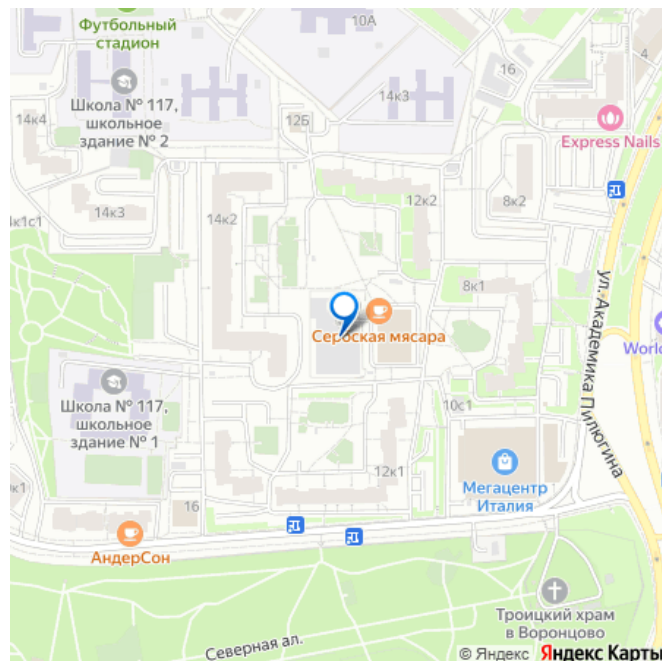 Футбольный
стадион
10А
16
4
Школа № 117,
школьное
здание № 2
14к3
14к4
12Б
Express Nails
14к3
14к2
12к2
8к2
8к1
Сербская мясара
ул. Академика Пилюгина
World
Школа № 117,
школьное
здание № 1
10с1
12к1
Мегацентр
Италия
16
АндерСон
Троицкий храм
в Воронцово
Северная ал.
© Яндекс Яндекс Карты